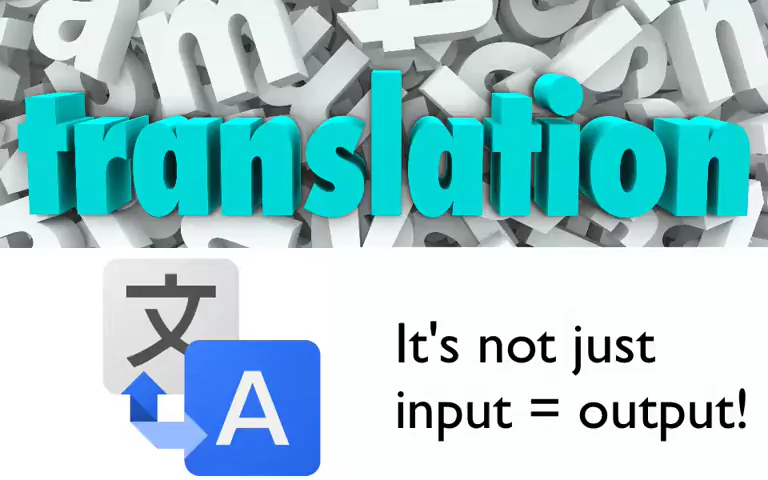 translation
文
A
It's not just
input = output!